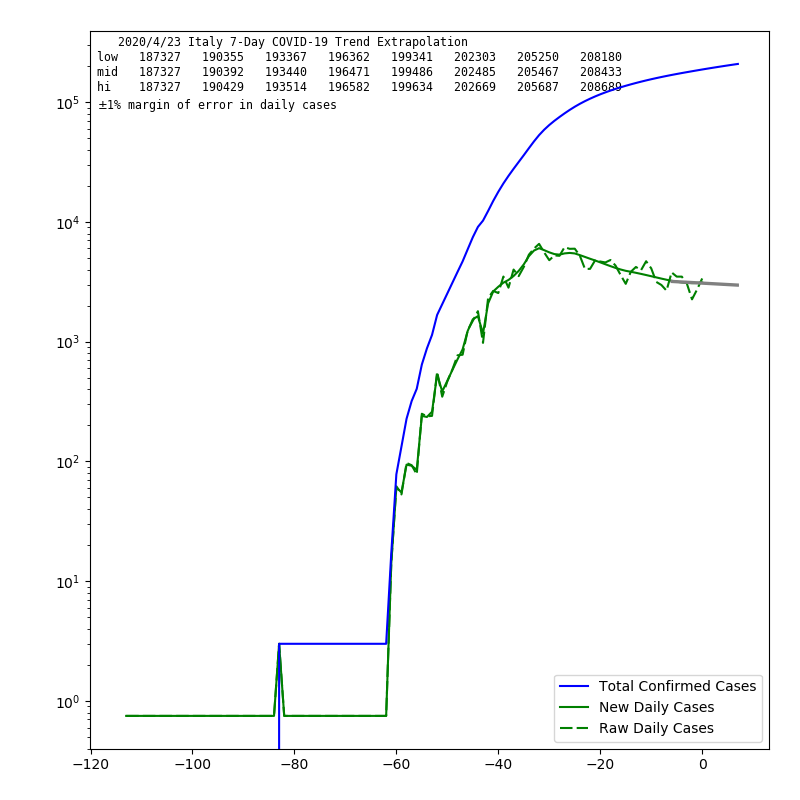 2020/4/23 Italy 7-Day COVID-19 Trend Extrapolation
low 187327 190355 193367 196362 199341 202303 205250 208180
mid 187327 190392 193440 196471 199486 202485 205467 208433
hi 187327 190429 193514 196582 199634 202669 205687 208689
±1% margin of error in daily cases
10^5
10^4
10^3
10^2
10^1
10^0
Total Confirmed Cases
New Daily Cases
Raw Daily Cases
−120 −100 −80 −60 −40 −20 0